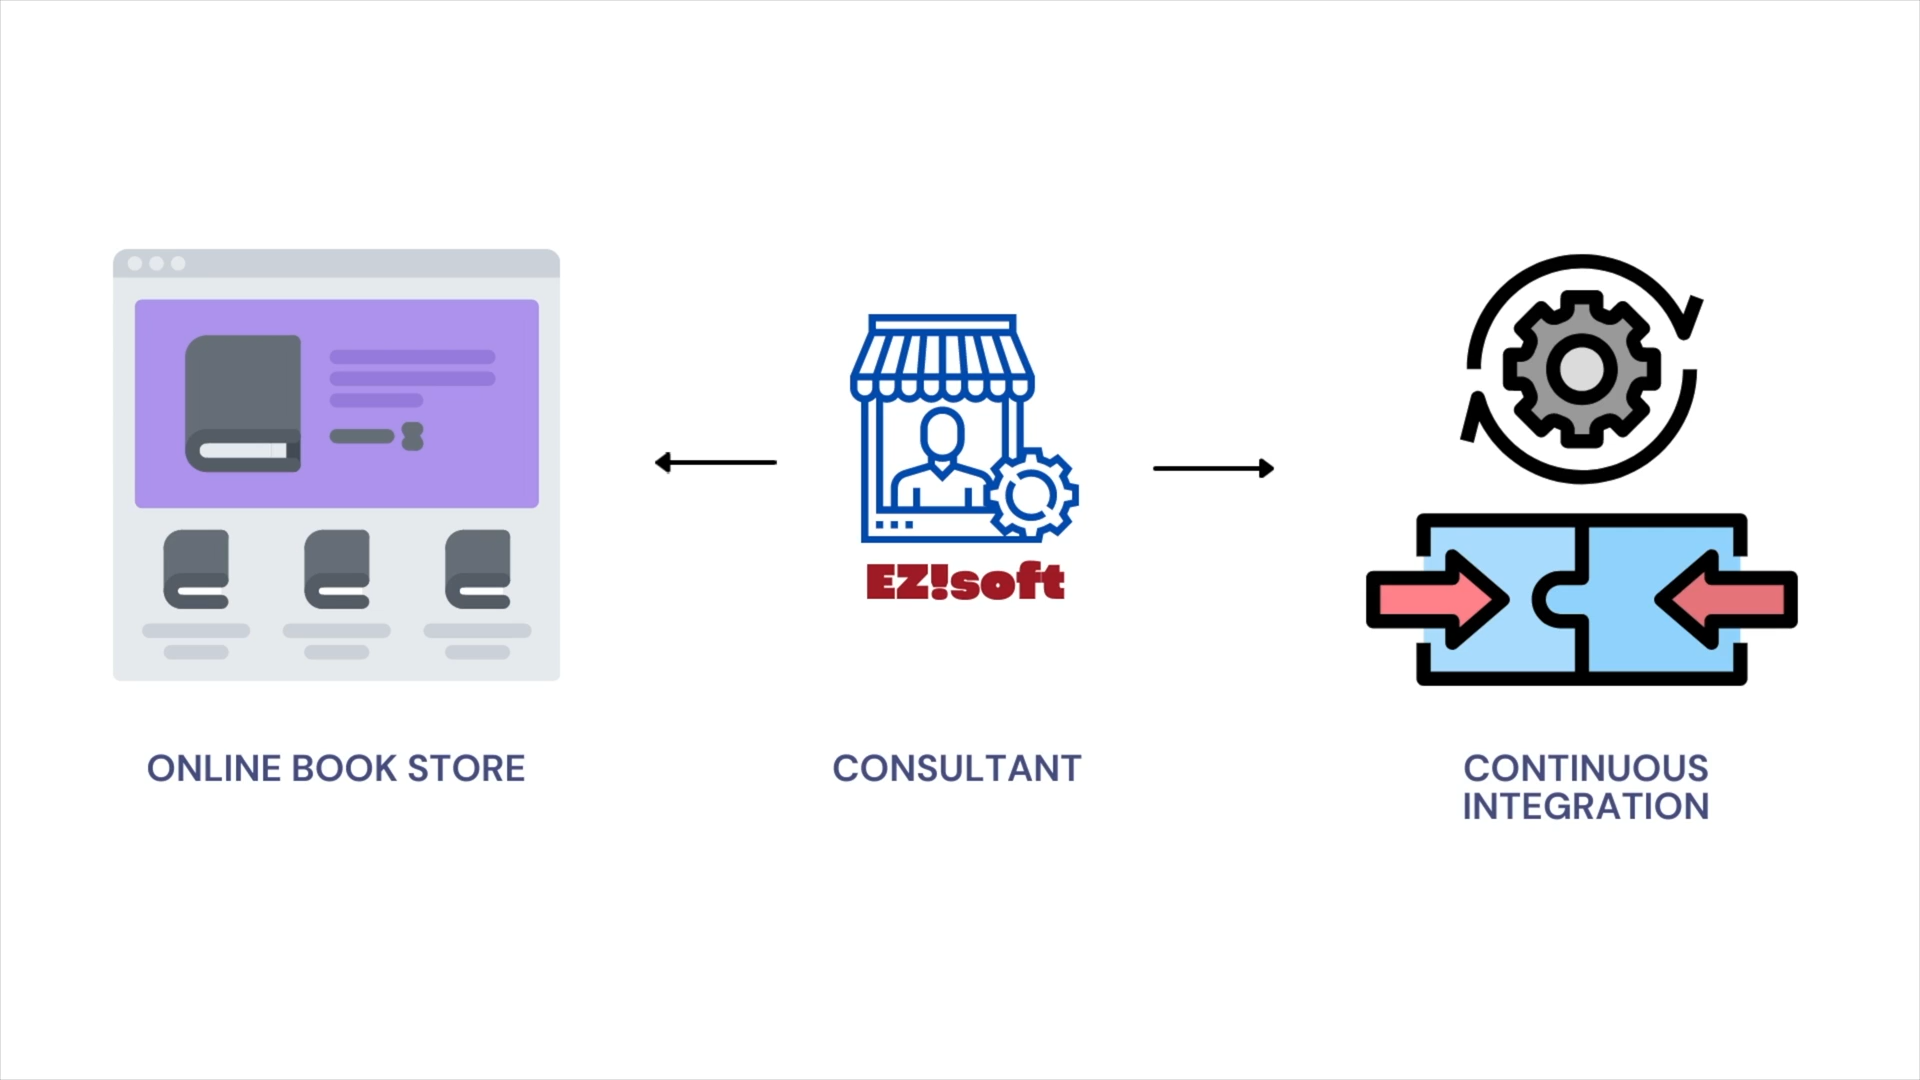 EZ!soft
ONLINE BOOK STORE
CONSULTANT
CONTINUOUS
INTEGRATION